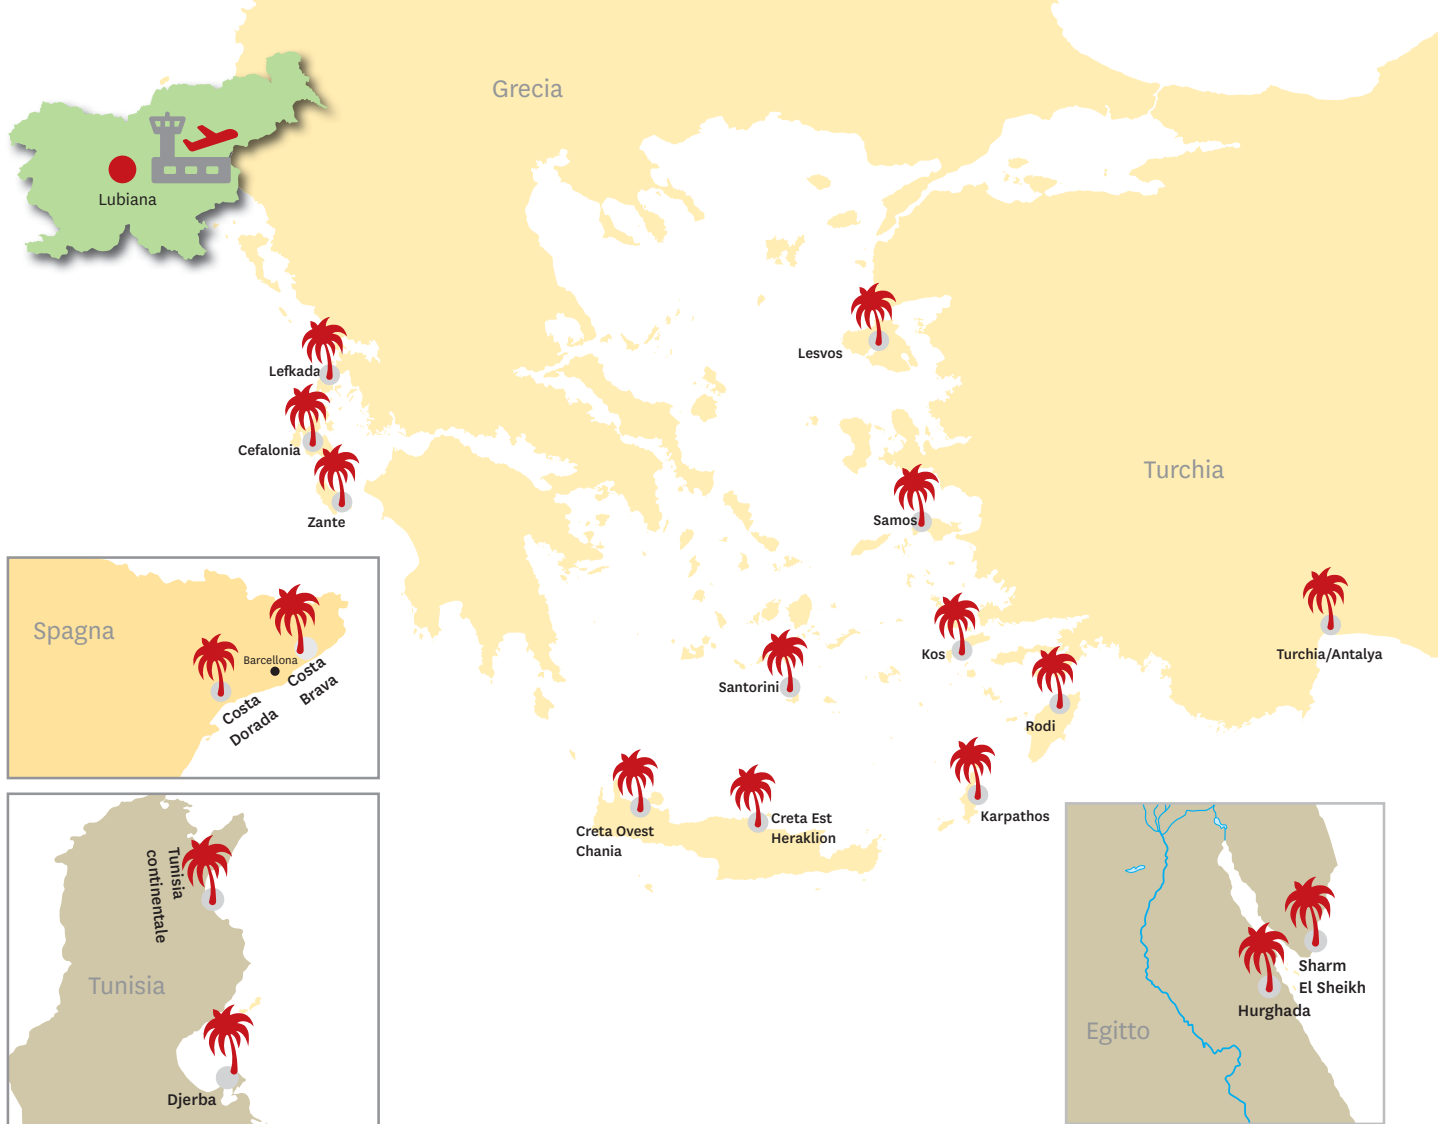 Grecia
Lubiana
Lesvos
Lefkada
Cefalonia
Zante
Turchia
Samos
Kos
Turchia/Antalya
Santorini
Rodi
Karpathos
Creta Ovest
Chania
Creta Est
Heraklion
Spagna
Barcellona
Costa
Brava
Costa
Dorada
Tunisia
continentale
Tunisia
Djerba
Sharm
El Sheikh
Hurghada
Egitto